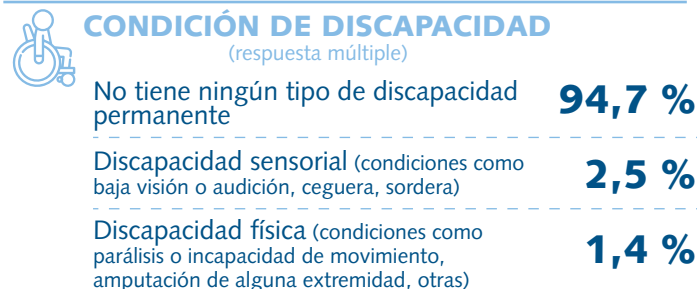 CONDICIÓN DE DISCAPACIDAD
(respuesta múltiple)
No tiene ningún tipo de discapacidad
permanente
94,7 %
Discapacidad sensorial (condiciones como
baja visión o audición, ceguera, sordera)
2,5 %
Discapacidad física (condiciones como
parálisis o incapacidad de movimiento,
amputación de alguna extremidad, otras)
1,4 %